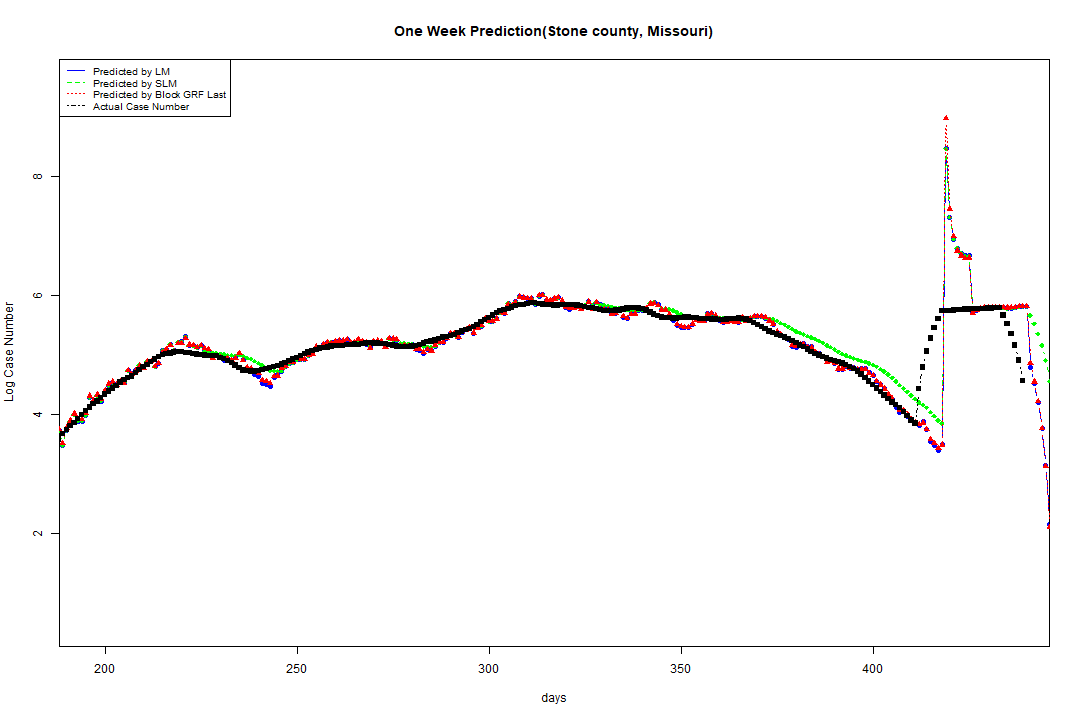 One Week Prediction(Stone county, Missouri)
Predicted by LM
Predicted by SLM
Predicted by Block GRF Last
Actual Case Number
8
6
4
2
Log Case Number
200
250
300
350
400
days